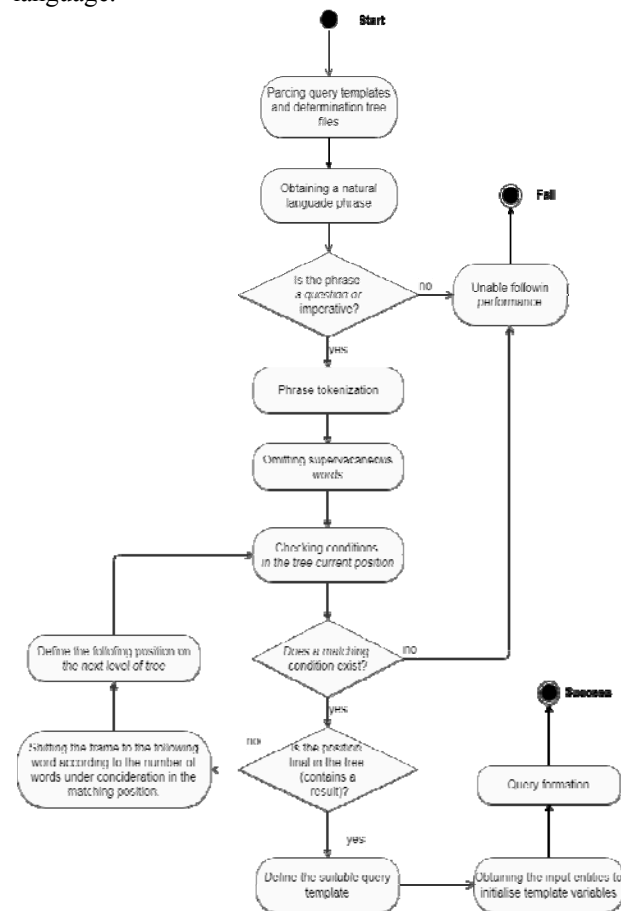 language.
Start
Parcing query templates
and determination tree
files
Obtaining a natural
languade phrase
Fail
Is the phrase
a question or
imperative?
no
Unable followin
performance
yes
Phrase tokenization
Omitting supervacaneous
words
Checking conditions
in the tree current position
Define the follofing position on
the next level of tree
Does a matching
condition exist?
no
Success
yes
no
Shifting the frame to the following
word according to the number of
words under concideration in the
matching position.
Is the position
final in the tree
(contains a
result)?
Query formation
yes
Define the suitable query
template
Obtaining the input entities to
initialise template variables